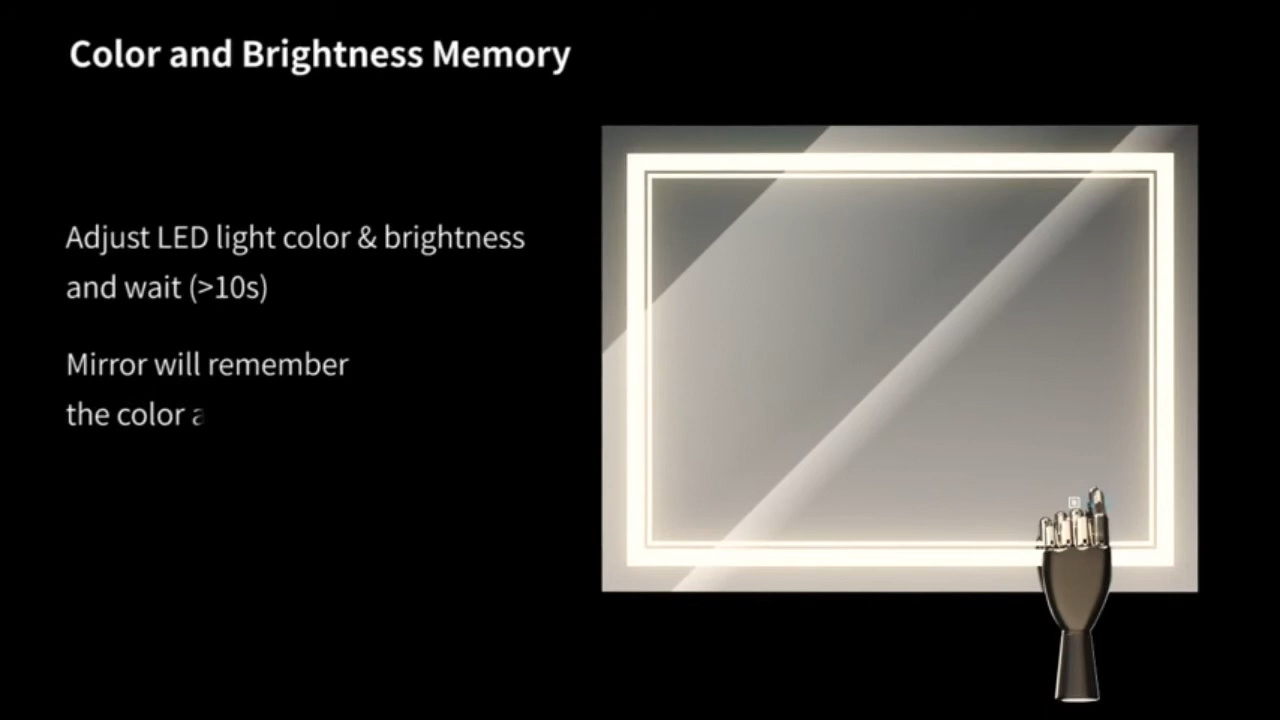 Color and Brightness Memory
Adjust LED light color & brightness
and wait (>10s)
Mirror will remember
the color a